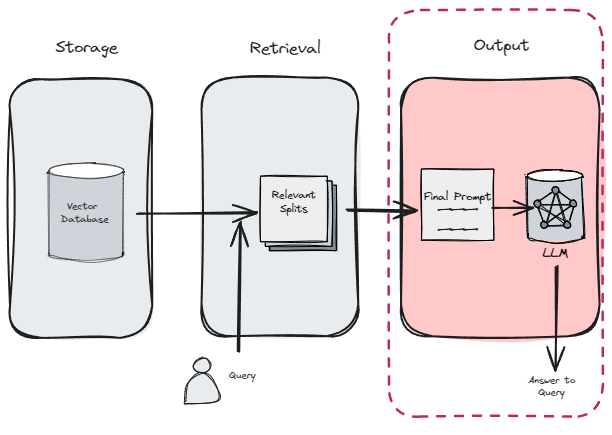 Storage
Retrieval
Output
Vector
Database
Relevant
Splits
Final Prompt
LLM
Query
Answer to
Query